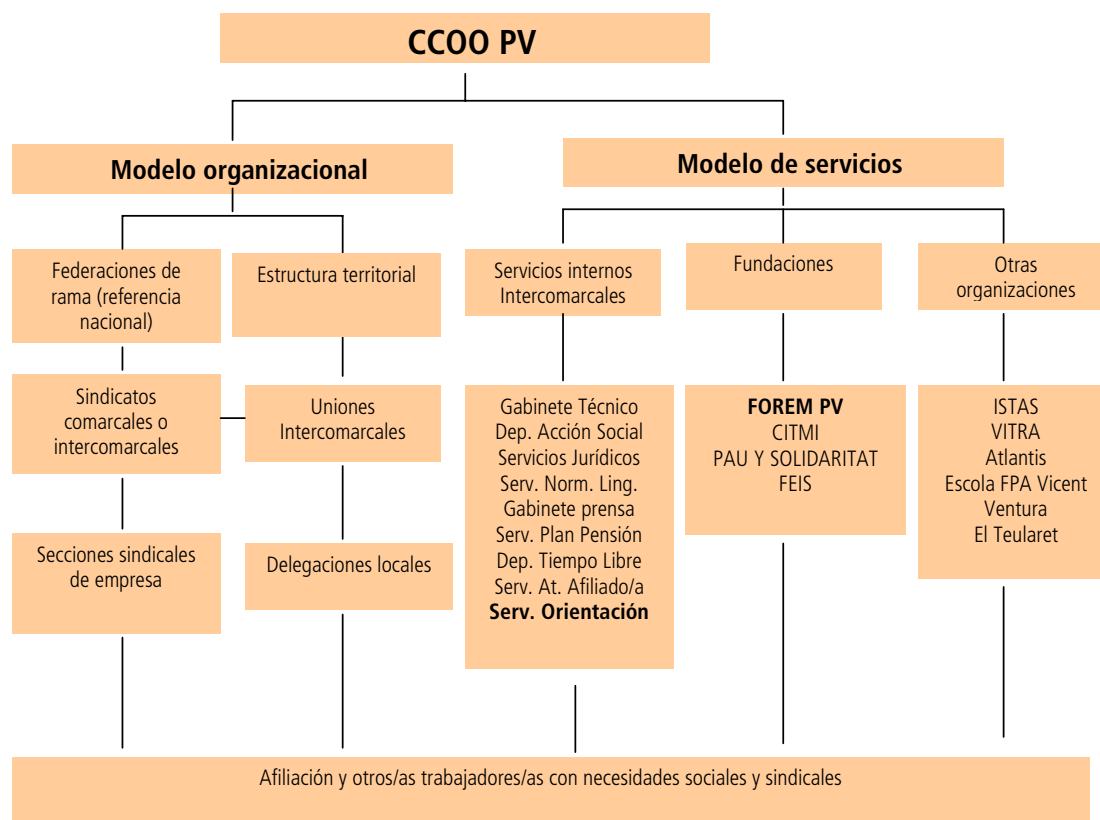 CCOO PV
Modelo organizacional
Modelo de servicios
Federaciones de
rama (referencia
nacional)
Estructura territorial
Servicios internos
Intercomarcales
Fundaciones
Otras
organizaciones
Sindicatos
comarcales o
intercomarcales
Uniones
Intercomarcales
Gabinete Técnico
Dep. Acción Social
Servicios Jurídicos
Serv. Norm. Ling.
Gabinete prensa
Serv. Plan Pensión
Dep. Tiempo Libre
Serv. At. Afiliado/a
Serv. Orientación
FOREM PV
CITMI
PAU Y SOLIDARITAT
FEIS
ISTAS
VITRA
Atlantis
Escola FPA Vicent
Ventura
El Teularet
Secciones sindicales
de empresa
Delegaciones locales
Afiliación y otros/as trabajadores/as con necesidades sociales y sindicales